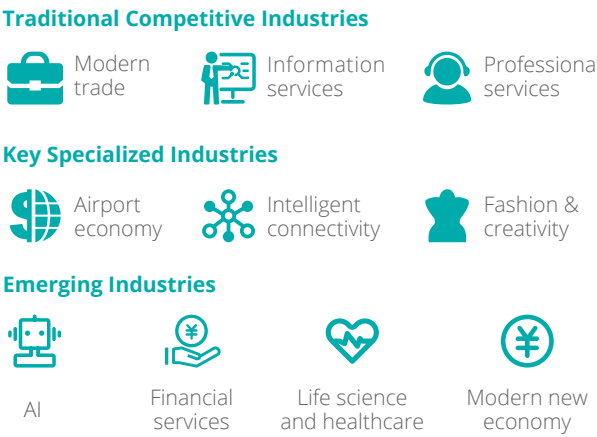 Traditional Competitive Industries
Modern
trade
Information
services
Professiona
services
Key Specialized Industries
Airport
economy
Intelligent
connectivity
Fashion &
creativity
Emerging Industries
AI
Financial
services
Life science
and healthcare
Modern new
economy